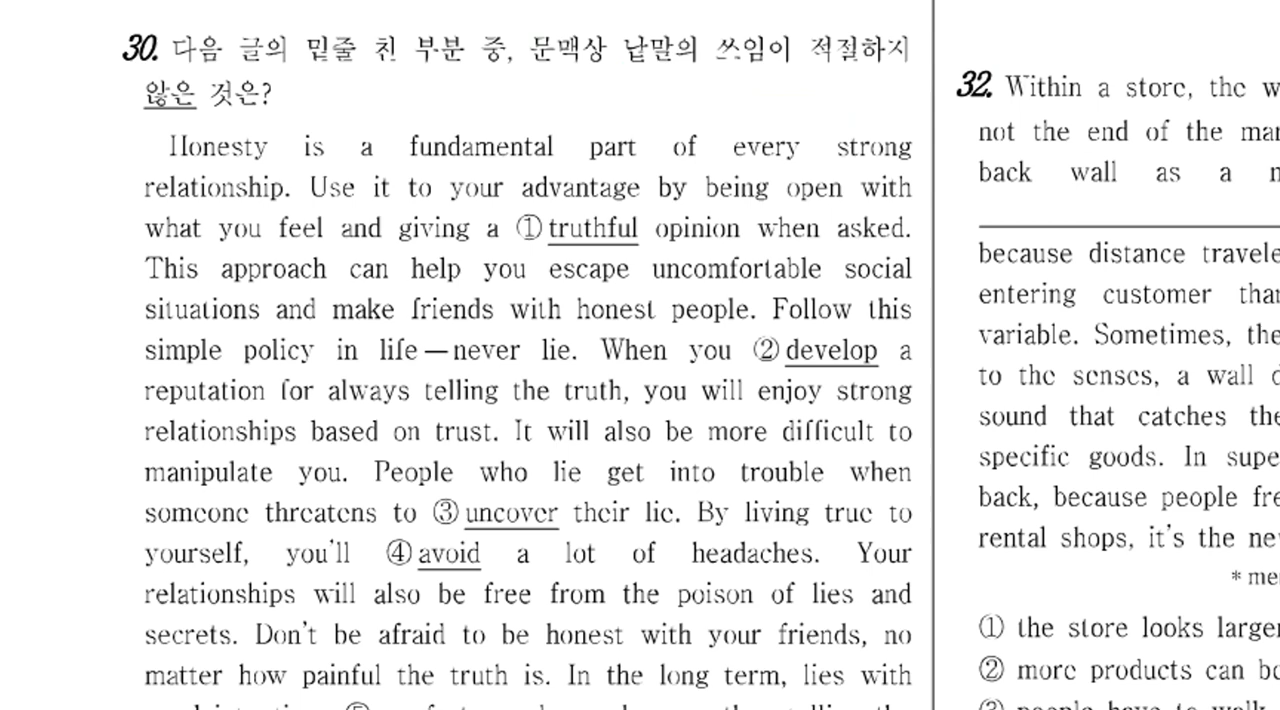 30. 다음 글의 밑줄 친 부분 중, 문맥상 낱말의 쓰임이 적절하지
않은 것은?
Honesty is a fundamental part of every strong
relationship. Use it to your advantage by being open with
what you feel and giving a ① truthful opinion when asked.
This approach can help you escape uncomfortable social
situations and make friends with honest people. Follow this
simple policy in life — never lie. When you ② develop a
reputation for always telling the truth, you will enjoy strong
relationships based on trust. It will also be more difficult to
manipulate you. People who lie get into trouble when
someone threatens to ③ uncover their lie. By living true to
yourself, you'll ④ avoid a lot of headaches. Your
relationships will also be free from the poison of lies and
secrets. Don't be afraid to be honest with your friends, no
matter how painful the truth is. In the long term, lies with
32. Within a store, the w
not the end of the mar
back wall as a
because distance travele
entering customer than
variable. Sometimes, the
to the senses, a wall d
sound that catches the
specific goods. In supe
back, because people fre
rental shops, it's the ne
* me
① the store looks larger
② more products can be
③ people have to walk